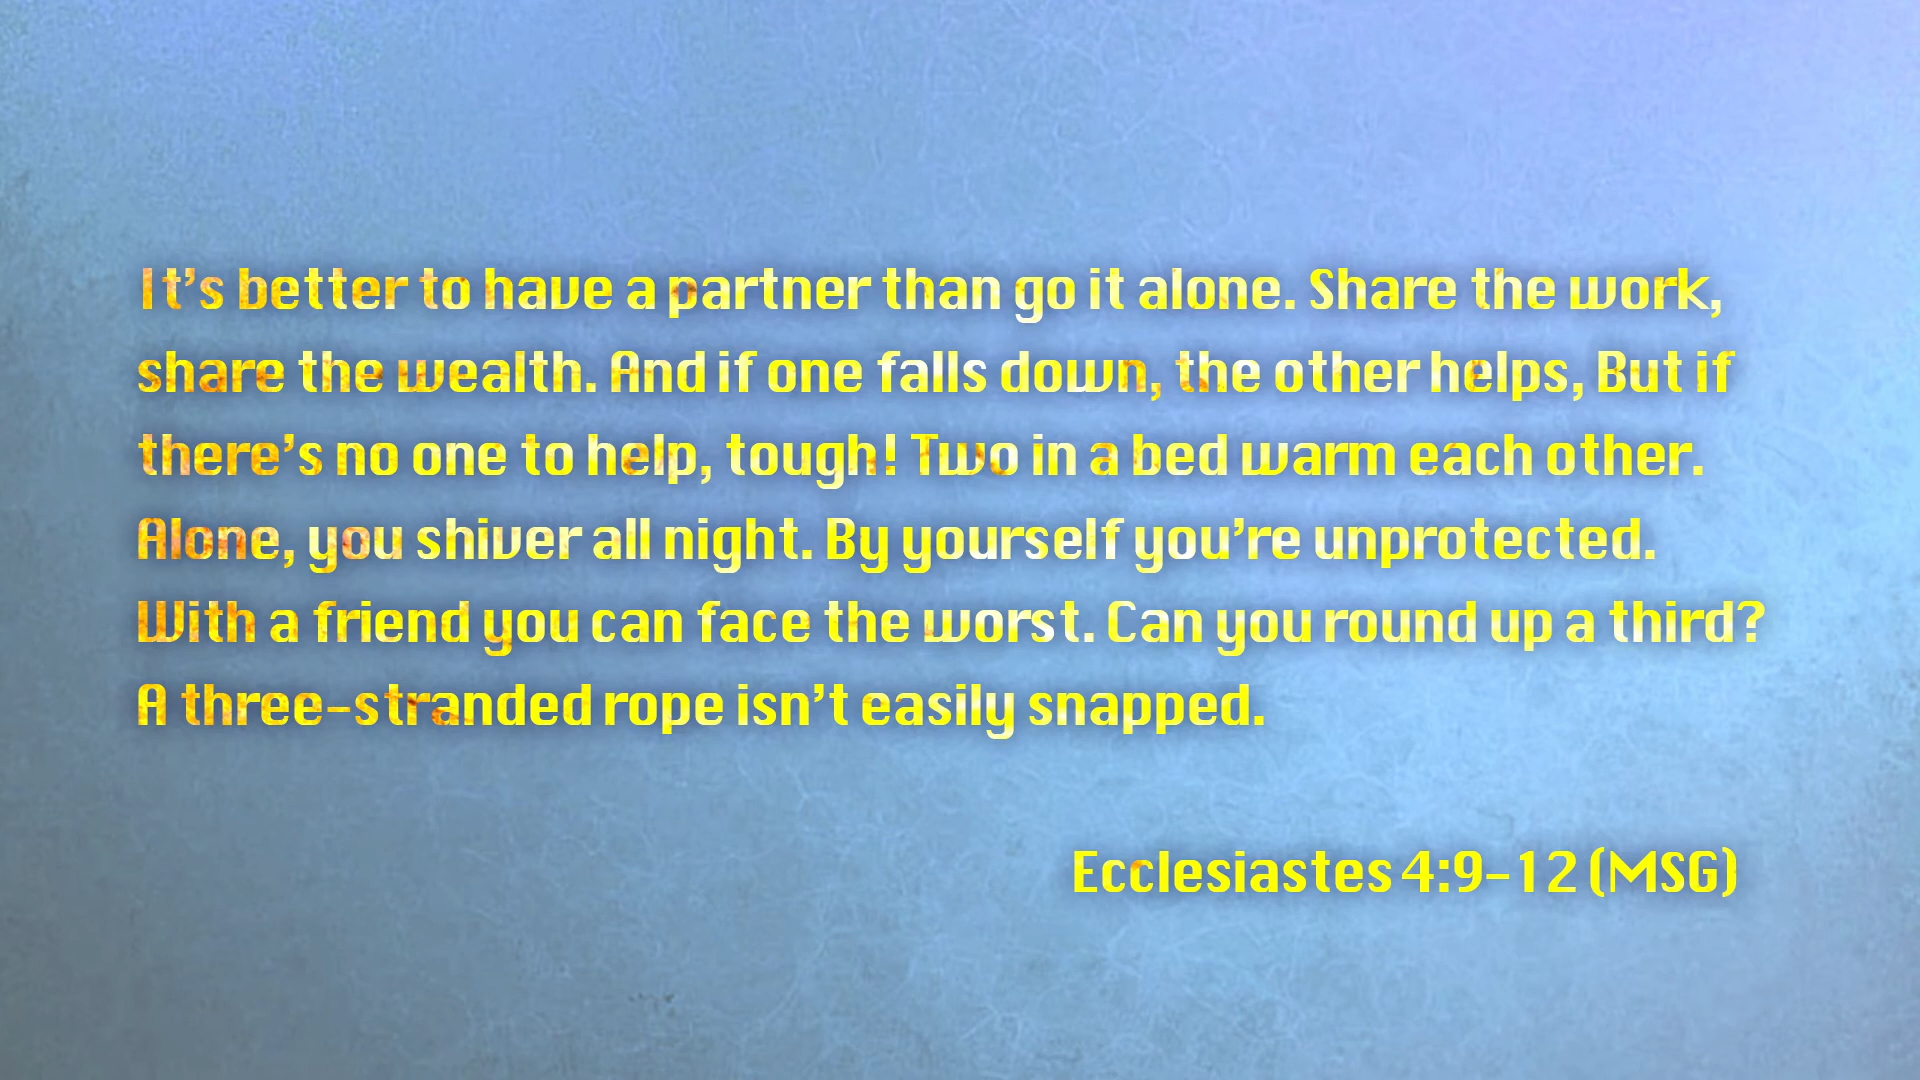 It’s better to have a partner than go it alone. Share the work,
share the wealth. And if one falls down, the other helps, But if
there’s no one to help, tough! Two in a bed warm each other.
Alone, you shiver all night. By yourself you’re unprotected.
With a friend you can face the worst. Can you round up a third?
A three-stranded rope isn’t easily snapped.
Ecclesiastes 4:9-12 (MSG)